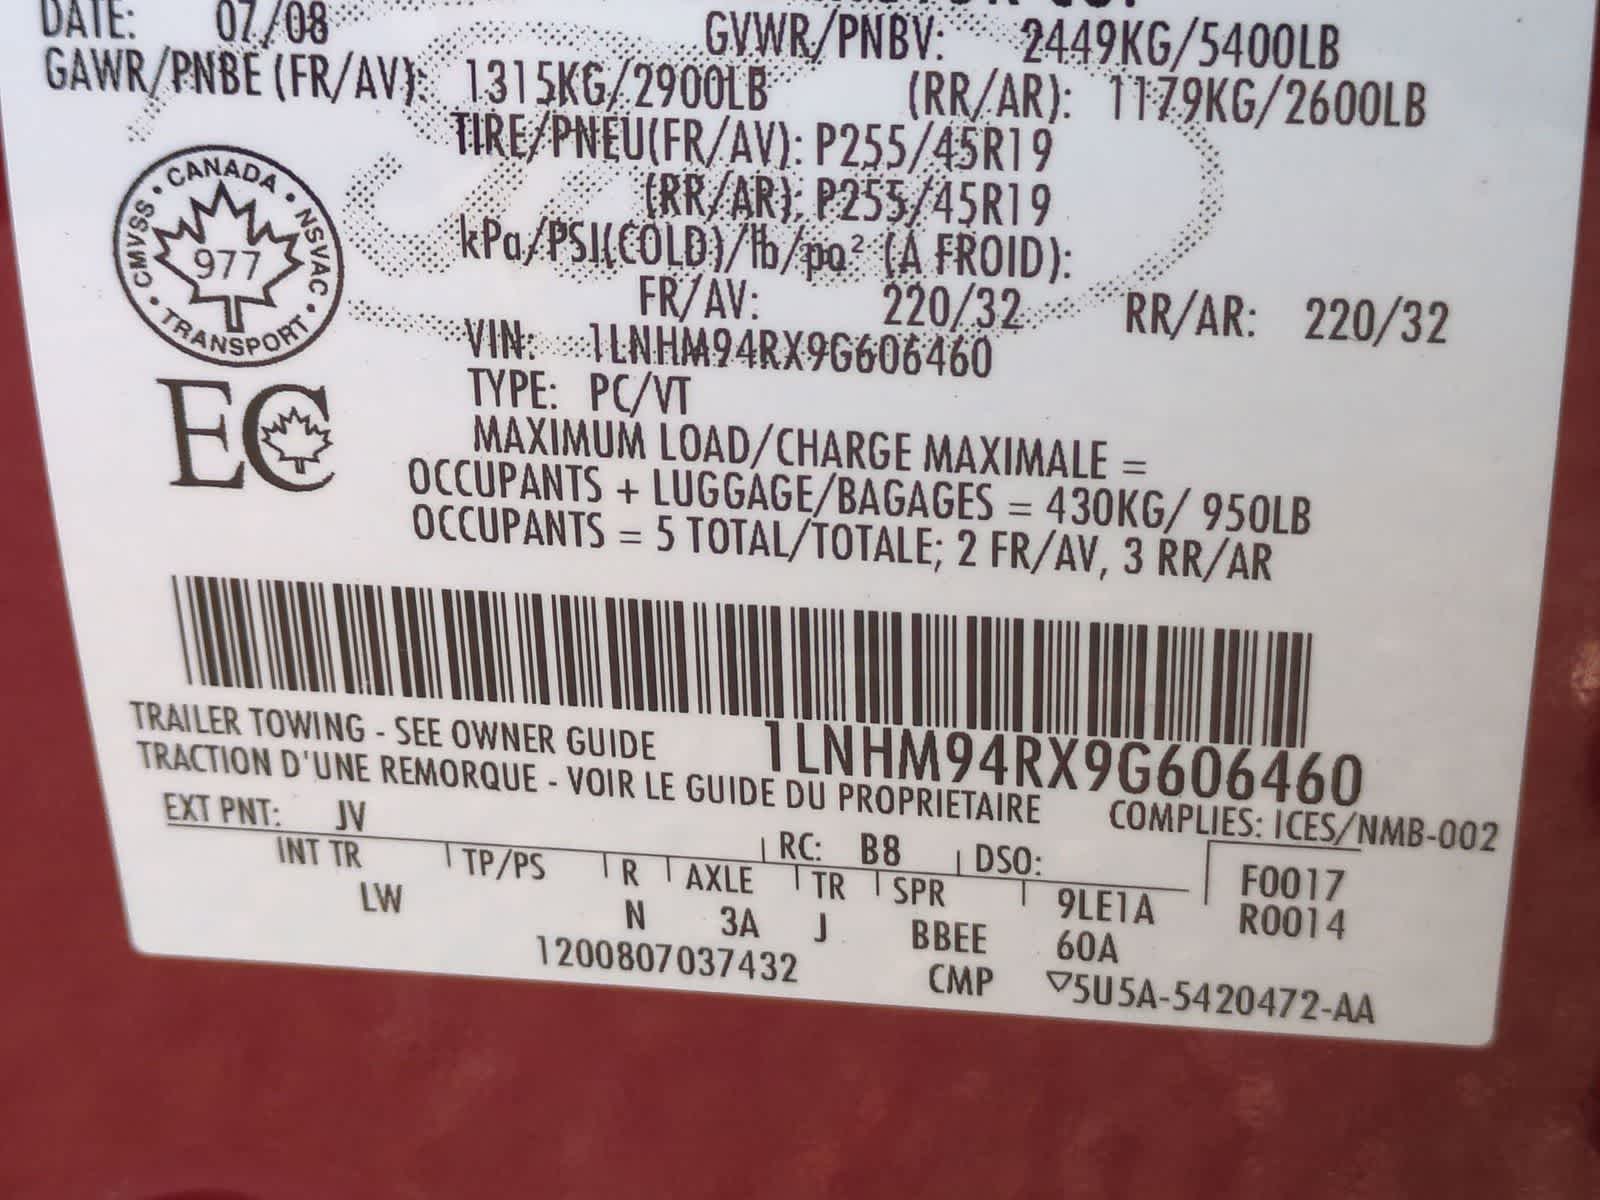 DATE: 07/08
GVWR/PNBV: 2449KG/5400LB
GAWR/PNBE (FR/AV): 1315KG/2900LB (RR/AR): 1179KG/2600LB
TIRE/PNEU(FR/AV): P255/45R19
(RR/AR): P255/45R19
kPa/PSI(COLD)/lb/po² (À FROID):
FR/AV: 220/32 RR/AR: 220/32
VIN: 1LNHM94RX9G606460
TYPE: PC/VT
CANADA • NSVAC • TRANSPORT • CMVSS •
977
EC
MAXIMUM LOAD/CHARGE MAXIMALE =
OCCUPANTS + LUGGAGE/BAGAGES = 430KG/ 950LB
OCCUPANTS = 5 TOTAL/TOTALE; 2 FR/AV, 3 RR/AR
1LNHM94RX9G606460
TRAILER TOWING - SEE OWNER GUIDE
TRACTION D'UNE REMORQUE - VOIR LE GUIDE DU PROPRIETAIRE
COMPLIES: ICES/NMB-002
EXT PNT: JV RC: B8 DSO:
F0017
R0014
INT TR TP/PS R AXLE TR SPR 9LE1A
LW N 3A J BBEE 60A
1200807037432 CMP ▽5U5A-5420472-AA